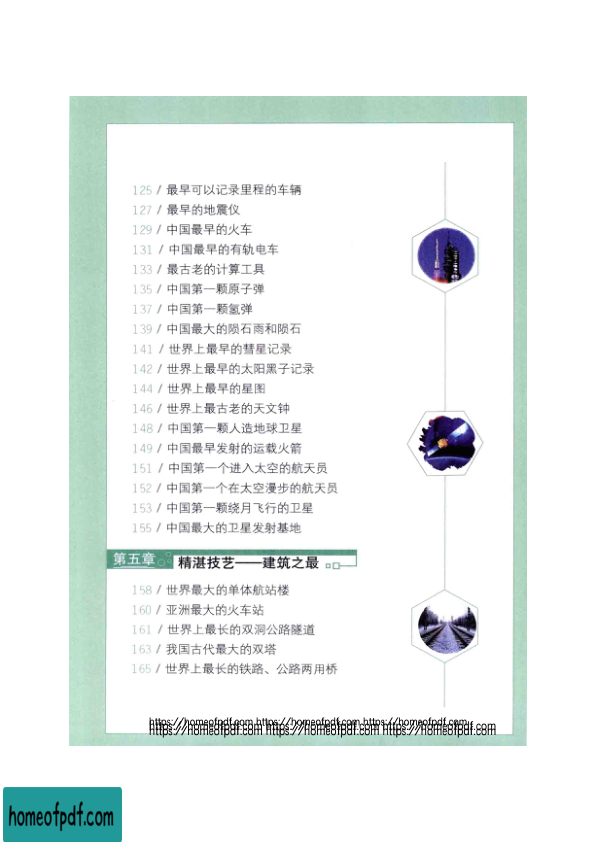 125 / 最早可以记录里程的车辆
127 / 最早的地震仪
129 / 中国最早的火车
131 / 中国最早的有轨电车
133 / 最古老的计算工具
135 / 中国第一颗原子弹
137 / 中国第一颗氢弹
139 / 中国最大的陨石雨和陨石
141 / 世界上最早的彗星记录
142 / 世界上最早的太阳黑子记录
144 / 世界上最早的星图
146 / 世界上最古老的天文钟
148 / 中国第一颗人造地球卫星
149 / 中国最早发射的运载火箭
151 / 中国第一个进入太空的航天员
152 / 中国第一个在太空漫步的航天员
153 / 中国第一颗绕月飞行的卫星
155 / 中国最大的卫星发射基地
第五章 精湛技艺——建筑之最
158 / 世界最大的单体航站楼
160 / 亚洲最大的火车站
161 / 世界上最长的双洞公路隧道
163 / 我国古代最大的双塔
165 / 世界上最长的铁路、公路两用桥
https://homeofpdf.com https://homeofpdf.com https://homeofpdf.com
https://homeofpdf.com https://homeofpdf.com https://homeofpdf.com
homeofpdf.com